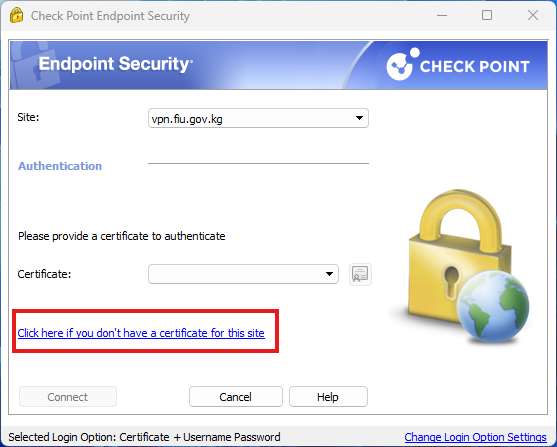 Check Point Endpoint Security
Endpoint Security
CHECK POINT
Site:
vpn.fiu.gov.kg
Authentication
Please provide a certificate to authenticate
Certificate:
Click here if you don't have a certificate for this site
Connect
Cancel
Help
Selected Login Option: Certificate + Username Password
Change Login Option Settings